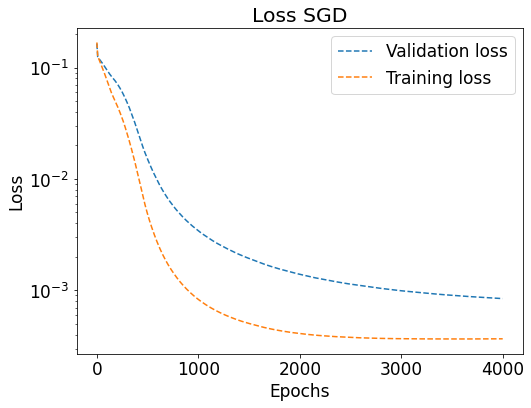 Loss SGD
Validation loss
Training loss
10⁻¹
10⁻²
10⁻³
Loss
0 1000 2000 3000 4000
Epochs